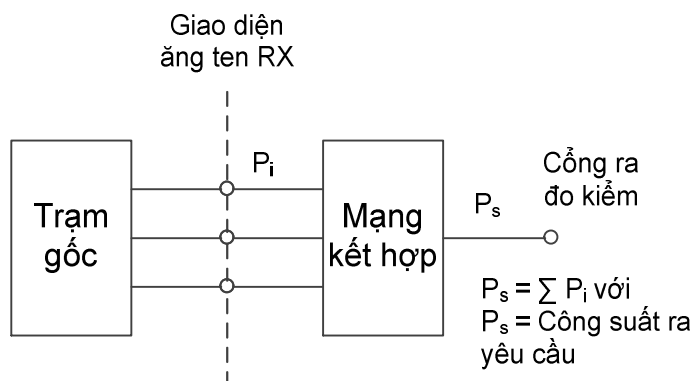 Giao diện
ăng ten RX
Pi
Trạm
gốc
Mạng
kết hợp
Ps
Cổng ra
đo kiểm
Ps = ∑ Pi với
Ps = Công suất ra
yêu cầu